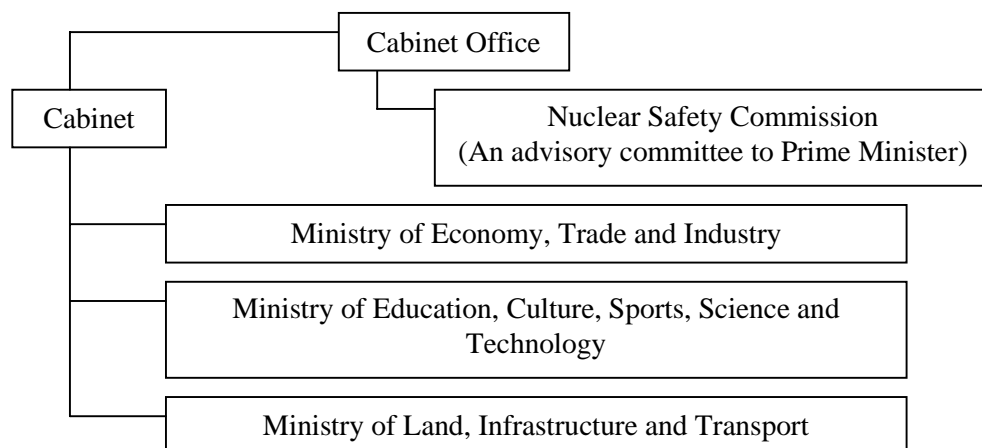 Cabinet Office
Cabinet
Nuclear Safety Commission
(An advisory committee to Prime Minister)
Ministry of Economy, Trade and Industry
Ministry of Education, Culture, Sports, Science and
Technology
Ministry of Land, Infrastructure and Transport